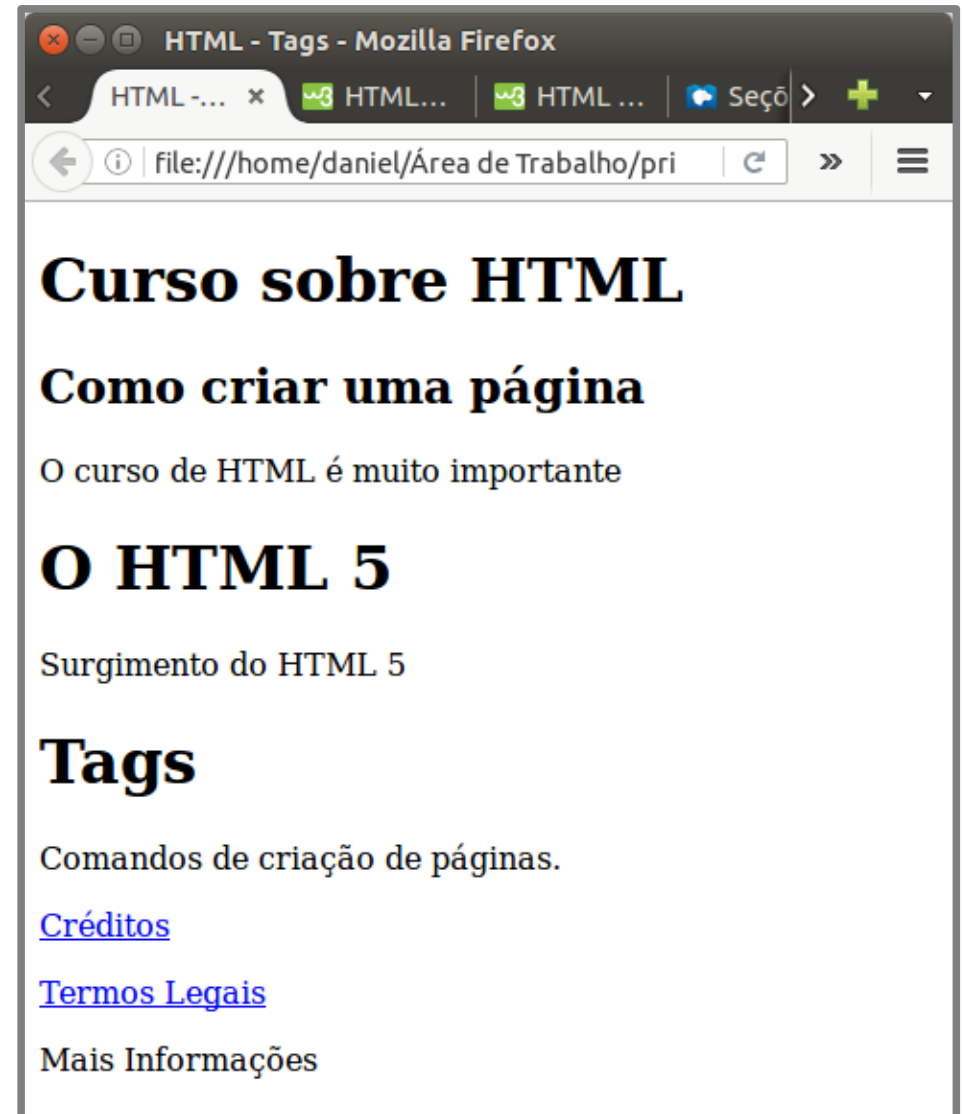 HTML - Tags - Mozilla Firefox
HTML -... HTML... HTML ... Seçõ
file:///home/daniel/Área de Trabalho/pri
Curso sobre HTML
Como criar uma página
O curso de HTML é muito importante
O HTML 5
Surgimento do HTML 5
Tags
Comandos de criação de páginas.
Créditos
Termos Legais
Mais Informações